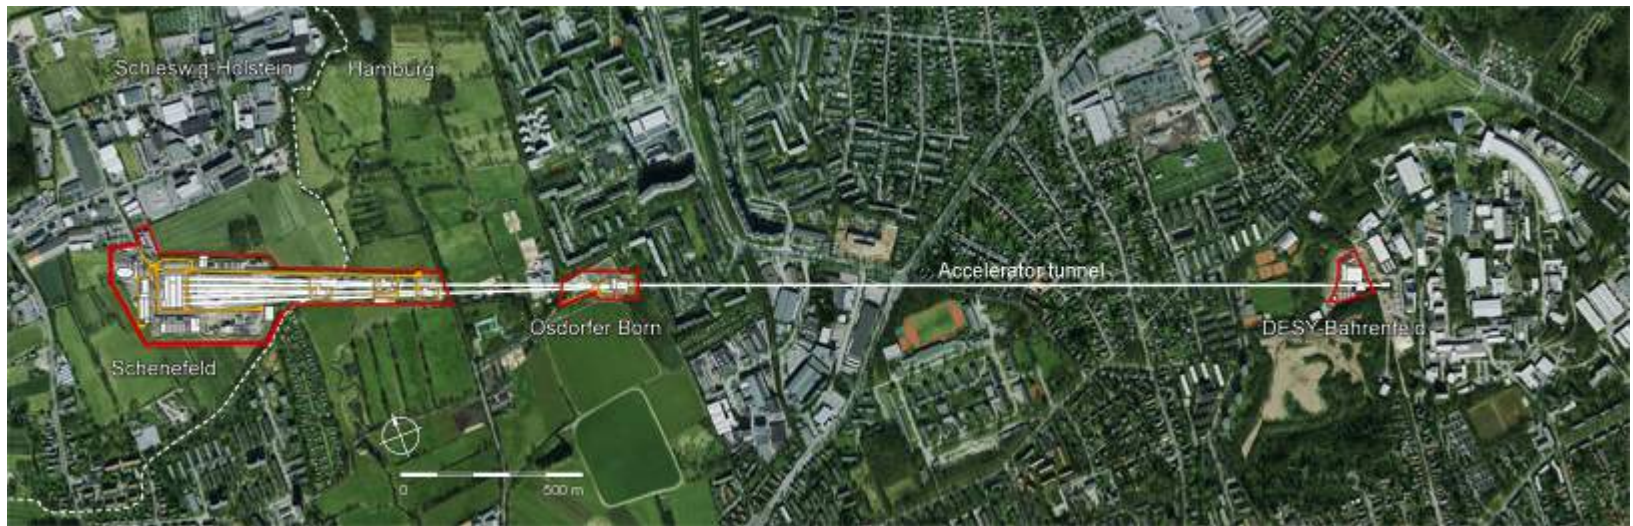 Schleswig-Holstein
Hamburg
Accelerator tunnel
Osdorfer Born
DESY-Bahrenfeld
Schenefeld
0
500 m